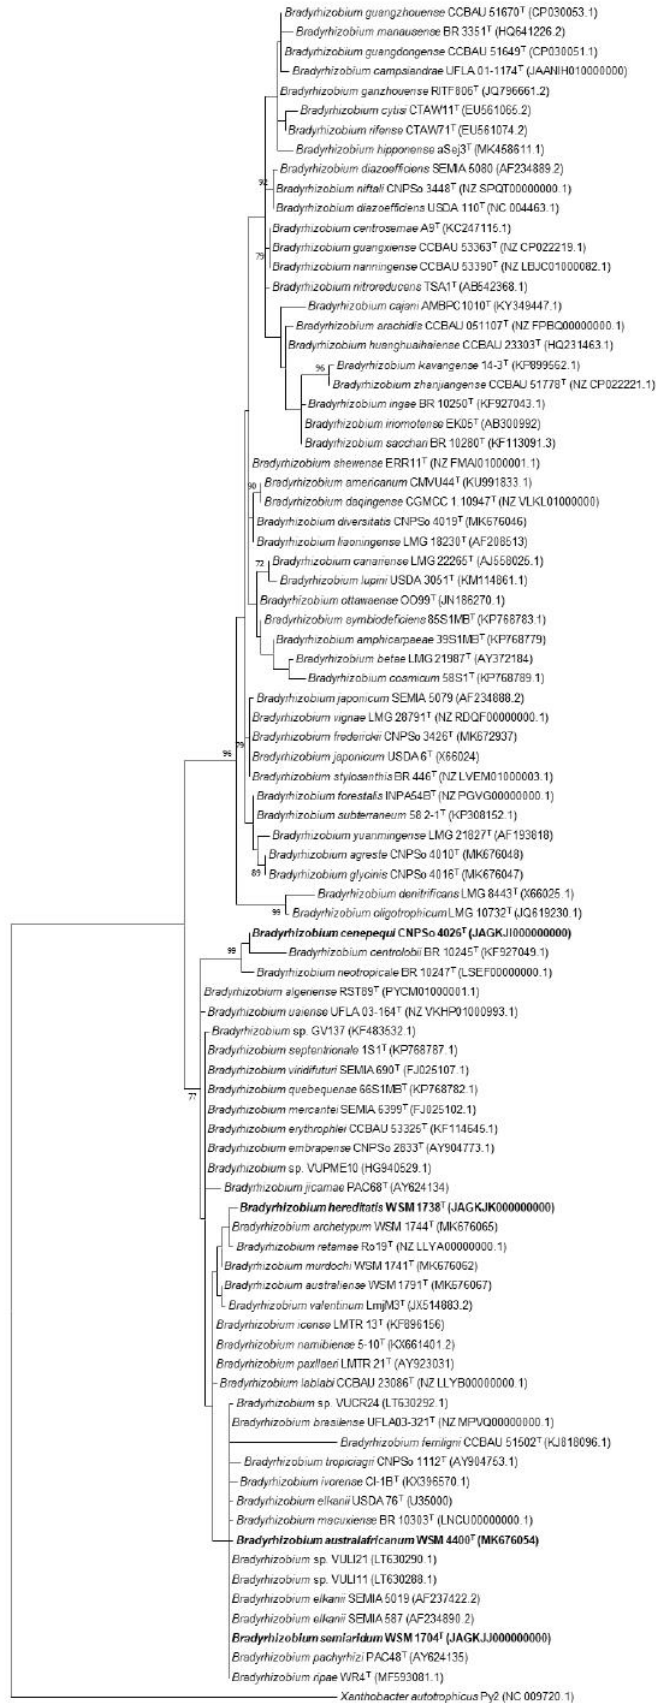 Bradyrhizobium guangzhouense CCBAU 51670ᵀ (CP030053.1)
Bradyrhizobium manausense BR 3351ᵀ (HQ641226.2)
Bradyrhizobium guangdongense CCBAU 51649ᵀ (CP030051.1)
Bradyrhizobium campsiandrae UFLA 01-1174ᵀ (JAANIH010000000)
Bradyrhizobium ganzhouense RITF806ᵀ (JQ796661.2)
Bradyrhizobium cytisi CTAW11ᵀ (EU561065.2)
Bradyrhizobium rifense CTAW71ᵀ (EU561074.2)
Bradyrhizobium hipponense aSej3ᵀ (MK458611.1)
Bradyrhizobium diazoefficiens SEMIA 5080 (AF234889.2)
92
Bradyrhizobium niftali CNPSo 3448ᵀ (NZ SPQT00000000.1)
Bradyrhizobium diazoefficiens USDA 110ᵀ (NC 004463.1)
Bradyrhizobium centrosemae A9ᵀ (KC247115.1)
Bradyrhizobium guangxiense CCBAU 53363ᵀ (NZ CP022219.1)
79
Bradyrhizobium nanningense CCBAU 53390ᵀ (NZ LBJC01000082.1)
Bradyrhizobium nitroreducens TSA1ᵀ (AB542368.1)
Bradyrhizobium cajani AMBPC1010ᵀ (KY349447.1)
Bradyrhizobium arachidis CCBAU 051107ᵀ (NZ FPBQ00000000.1)
Bradyrhizobium huanghuaihaiense CCBAU 23303ᵀ (HQ231463.1)
96
Bradyrhizobium kavangense 14-3ᵀ (KP899562.1)
Bradyrhizobium zhanjiangense CCBAU 51778ᵀ (NZ CP022221.1)
Bradyrhizobium ingae BR 10250ᵀ (KF927043.1)
Bradyrhizobium iriomotense EK05ᵀ (AB300992)
Bradyrhizobium sacchari BR 10280ᵀ (KF113091.3)
Bradyrhizobium shewense ERR11ᵀ (NZ FMAI01000001.1)
90
Bradyrhizobium americanum CMVU44ᵀ (KU991833.1)
Bradyrhizobium daqingense CGMCC 1.10947ᵀ (NZ VLKL01000000)
Bradyrhizobium diversitatis CNPSo 4019ᵀ (MK676046)
Bradyrhizobium liaoningense LMG 18230ᵀ (AF208513)
72
Bradyrhizobium canariense LMG 22265ᵀ (AJ558025.1)
Bradyrhizobium lupini USDA 3051ᵀ (KM114861.1)
Bradyrhizobium ottawaense OO99ᵀ (JN186270.1)
Bradyrhizobium symbiodeficiens 85S1MBᵀ (KP768783.1)
Bradyrhizobium amphicarpaeae 39S1MBᵀ (KP768779)
Bradyrhizobium betae LMG 21987ᵀ (AY372184)
Bradyrhizobium cosmicum 58S1ᵀ (KP768789.1)
Bradyrhizobium japonicum SEMIA 5079 (AF234888.2)
Bradyrhizobium vignae LMG 28791ᵀ (NZ RDQF00000000.1)
Bradyrhizobium frederickii CNPSo 3426ᵀ (MK672937)
96
79
Bradyrhizobium japonicum USDA 6ᵀ (X66024)
Bradyrhizobium stylosanthis BR 446ᵀ (NZ LVEM01000003.1)
Bradyrhizobium forestalis INPA54Bᵀ (NZ PGVG00000000.1)
Bradyrhizobium subterraneum 58 2-1ᵀ (KP308152.1)
Bradyrhizobium yuanmingense LMG 21827ᵀ (AF193818)
Bradyrhizobium agreste CNPSo 4010ᵀ (MK676048)
89
Bradyrhizobium glycinis CNPSo 4016ᵀ (MK676047)
Bradyrhizobium denitrificans LMG 8443ᵀ (X66025.1)
99
Bradyrhizobium oligotrophicum LMG 10732ᵀ (JQ619230.1)
Bradyrhizobium cenepequi CNPSo 4026ᵀ (JAGKJI000000000)
99
Bradyrhizobium centrolobii BR 10245ᵀ (KF927049.1)
Bradyrhizobium neotropicale BR 10247ᵀ (LSEF00000000.1)
Bradyrhizobium algeriense RST89ᵀ (PYCM01000001.1)
Bradyrhizobium uaiense UFLA 03-164ᵀ (NZ VKHP01000993.1)
Bradyrhizobium sp. GV137 (KF483532.1)
Bradyrhizobium septentrionale 1S1ᵀ (KP768787.1)
Bradyrhizobium viridifuturi SEMIA 690ᵀ (FJ025107.1)
Bradyrhizobium quebequense 66S1MBᵀ (KP768782.1)
77
Bradyrhizobium mercantei SEMIA 6399ᵀ (FJ025102.1)
Bradyrhizobium erythrophlei CCBAU 53325ᵀ (KF114645.1)
Bradyrhizobium embrapense CNPSo 2833ᵀ (AY904773.1)
Bradyrhizobium sp. VUPME10 (HG940529.1)
Bradyrhizobium jicamae PAC68ᵀ (AY624134)
Bradyrhizobium hereditatis WSM 1738ᵀ (JAGKJK000000000)
Bradyrhizobium archetypum WSM 1744ᵀ (MK676065)
Bradyrhizobium retamae Ro19ᵀ (NZ LLYA00000000.1)
Bradyrhizobium murdochi WSM 1741ᵀ (MK676062)
Bradyrhizobium australiense WSM 1791ᵀ (MK676067)
Bradyrhizobium valentinum LmjM3ᵀ (JX514883.2)
Bradyrhizobium icense LMTR 13ᵀ (KF896156)
Bradyrhizobium namibiense 5-10ᵀ (KX661401.2)
Bradyrhizobium paxllaeri LMTR 21ᵀ (AY923031)
Bradyrhizobium lablabi CCBAU 23086ᵀ (NZ LLYB00000000.1)
Bradyrhizobium sp. VUCR24 (LT630292.1)
Bradyrhizobium brasilense UFLA03-321ᵀ (NZ MPVQ00000000.1)
Bradyrhizobium ferriligni CCBAU 51502ᵀ (KJ818096.1)
Bradyrhizobium tropiciagri CNPSo 1112ᵀ (AY904753.1)
Bradyrhizobium ivorense CI-1Bᵀ (KX396570.1)
Bradyrhizobium elkanii USDA 76ᵀ (U35000)
Bradyrhizobium macuxiense BR 10303ᵀ (LNCU00000000.1)
Bradyrhizobium australafricanum WSM 4400ᵀ (MK676054)
Bradyrhizobium sp. VULI21 (LT630290.1)
Bradyrhizobium sp. VULI11 (LT630288.1)
Bradyrhizobium elkanii SEMIA 5019 (AF237422.2)
Bradyrhizobium elkanii SEMIA 587 (AF234890.2)
Bradyrhizobium semiaridum WSM 1704ᵀ (JAGKJJ000000000)
Bradyrhizobium pachyrhizi PAC48ᵀ (AY624135)
Bradyrhizobium ripae WR4ᵀ (MF593081.1)
Xanthobacter autotrophicus Py2 (NC 009720.1)